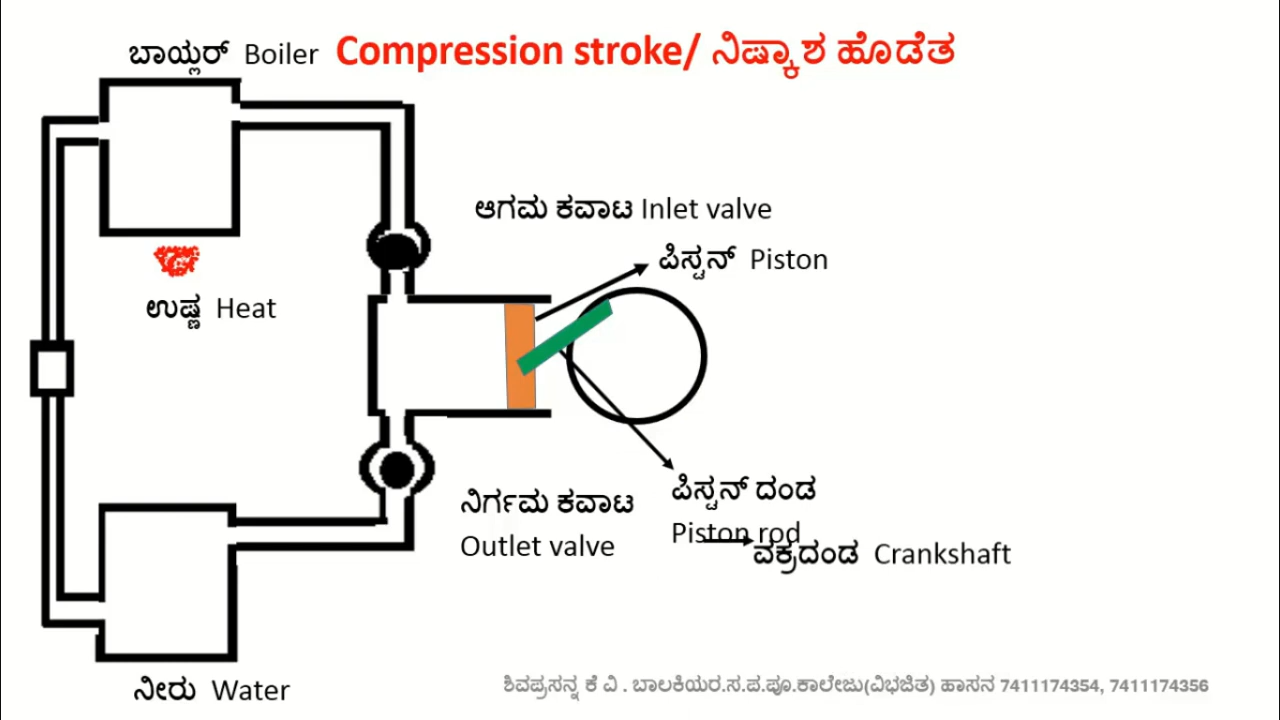 ಬಾಯ್ಲರ್ Boiler Compression stroke/ ನಿಷ್ಕಾಶ ಹೊಡೆತ
ಆಗಮ ಕವಾಟ Inlet valve
ಪಿಸ್ಟನ್ Piston
ಉಷ್ಣ Heat
ಪಿಸ್ಟನ್ ದಂಡ
Piston rod
ನಿರ್ಗಮ ಕವಾಟ
Outlet valve
ವಕ್ರದಂಡ Crankshaft
ನೀರು Water
ಶಿವಪ್ರಸನ್ನ ಕೆ ವಿ . ಬಾಲಕಿಯರ.ಸ.ಪ.ಪೂ.ಕಾಲೇಜು(ವಿಭಜಿತ) ಹಾಸನ 7411174354, 7411174356